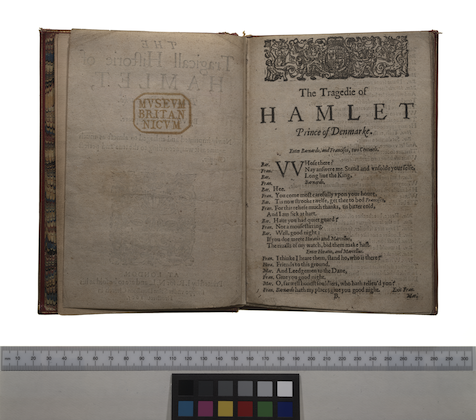 MVSEVM
BRITAN
NICVM
The Tragedie of
HAMLET
Prince of Denmarke.
Enter Barnardo, and Francisco, two Centinels.
Bar. VVHose there?
Fran. Nay answere me. Stand and vnfolde your selfe.
Bar. Long liue the King,
Fran. Barnardo.
Bar. Hee.
Fran. You come most carefully vpon your houre,
Bar. Tis now strooke twelfe, get thee to bed Francisco,
Fran. For this reliefe much thanks, tis bitter cold,
And I am sick at hart.
Bar. Haue you had quiet guard?
Fran. Not a mouse stirring.
Bar. Well, good night:
If you doe meete Horatio and Marcellus,
The riualls of my watch, bid them make hast.
Enter Horatio, and Marcellus.
Fran. I thinke I heare them, stand ho, who is there?
Hora. Friends to this ground.
Mar. And Leedgemen to the Dane,
Fran. Giue you good night.
Mar. O, farwell honest souldiers, who hath relieu'd you?
Fran. Barnardo hath my place; giue you good night. Exit Fran.
B. Mar,